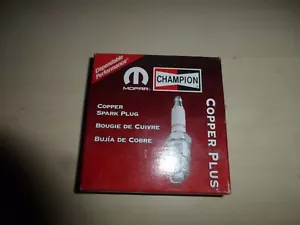 Dependable
Performance
MOPAR
CHAMPION
COPPER
SPARK PLUG
BOUGIE DE CUIVRE
BUJÍA DE COBRE
COPPER PLUS